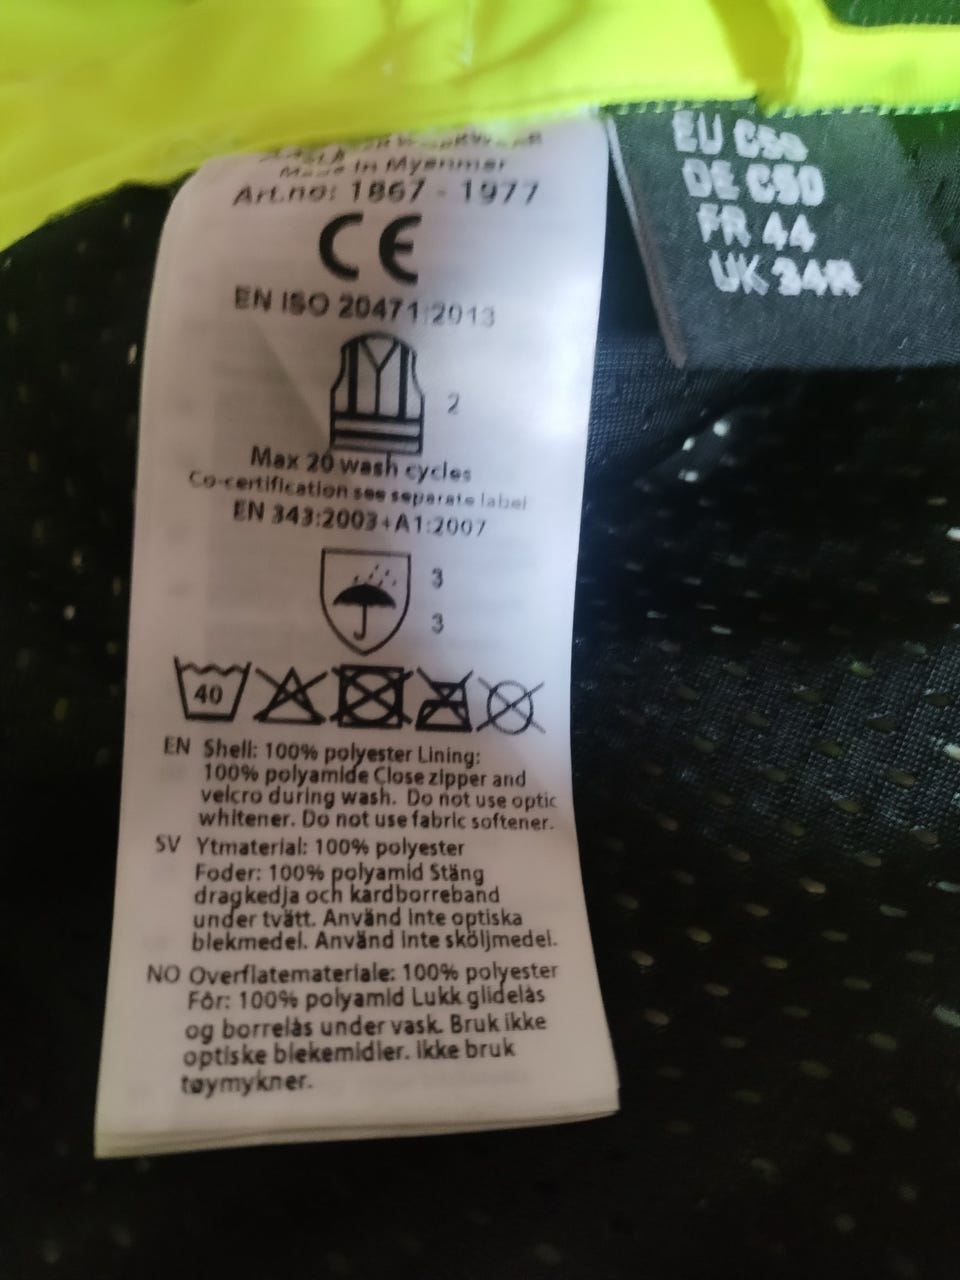 Made in Myanmar
Art.no: 1867 - 1977
CE
EN ISO 20471:2013
2
Max 20 wash cycles
Co-certification see separate label
EN 343:2003+A1:2007
3
3
40
EN Shell: 100% polyester Lining:
100% polyamide Close zipper and
velcro during wash. Do not use optic
whitener. Do not use fabric softener.
SV Ytmaterial: 100% polyester
Foder: 100% polyamid Stäng
dragkedja och kardborreband
under tvätt. Använd inte optiska
blekmedel. Använd inte sköljmedel.
NO Overflatemateriale: 100% polyester
Fôr: 100% polyamid Lukk glidelås
og borrelås under vask. Bruk ikke
optiske blekemidler. Ikke bruk
tøymykner.
EU C50
DE C50
FR 44
UK 34R